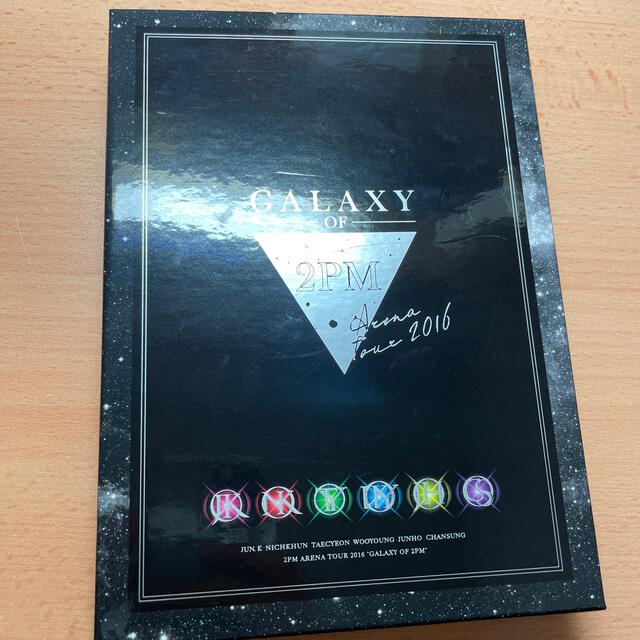 GALAXY
OF
2PM
Arena
Tour 2016
JUN. K NICHKHUN TAECYEON WOOYOUNG JUNHO CHANSUNG
2PM ARENA TOUR 2016 "GALAXY OF 2PM"